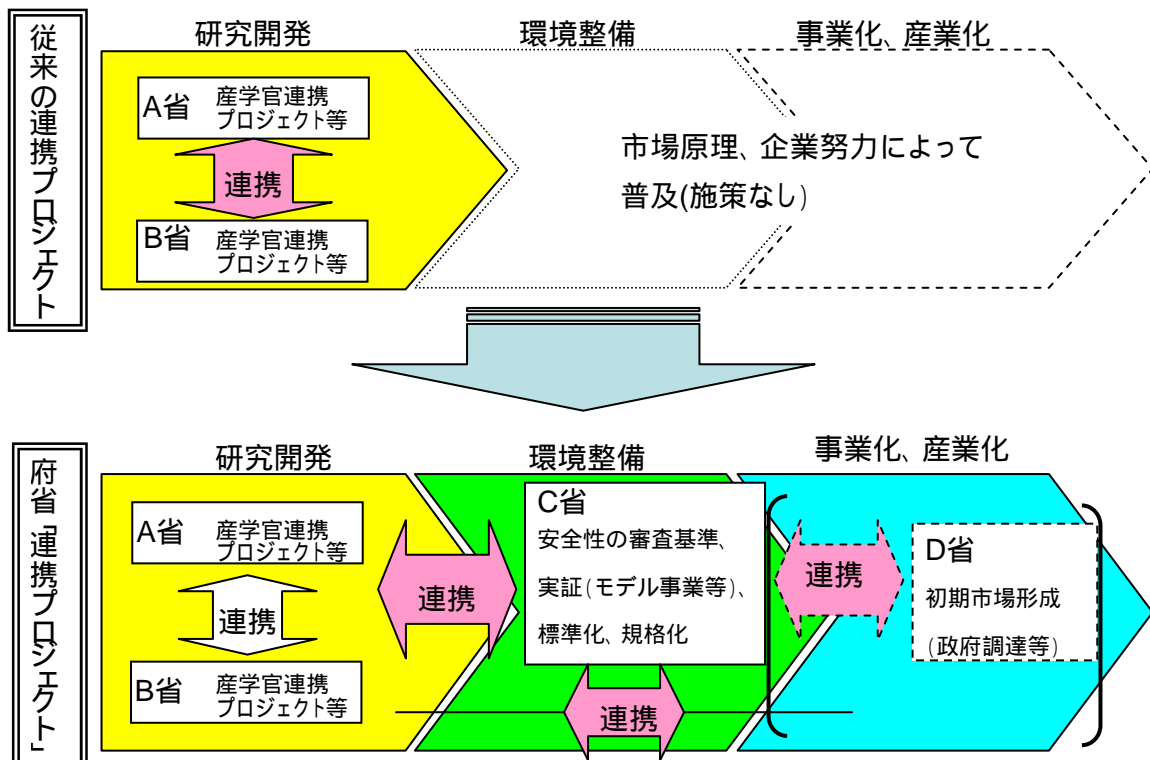 従来の連携プロジェクト
研究開発
環境整備
事業化、産業化
A省
産学官連携
プロジェクト等
連携
B省
産学官連携
プロジェクト等
市場原理、企業努力によって
普及(施策なし)
府省「連携プロジェクト」
研究開発
環境整備
事業化、産業化
A省
産学官連携
プロジェクト等
連携
B省
産学官連携
プロジェクト等
連携
C省
安全性の審査基準、
実証(モデル事業等)、
標準化、規格化
連携
連携
D省
初期市場形成
(政府調達等)